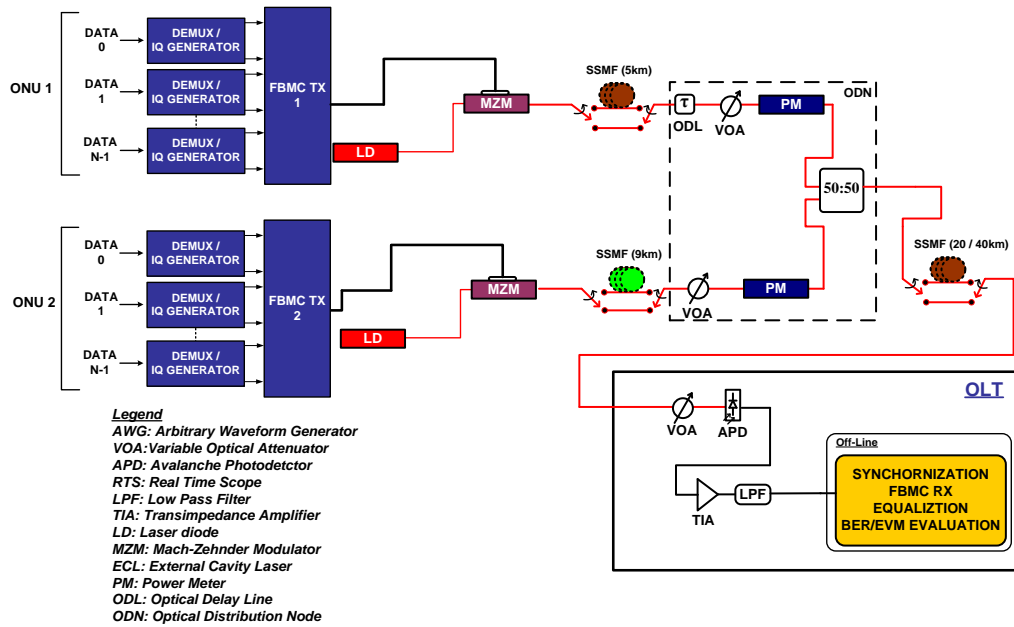 ONU 1
DATA
0
DEMUX /
IQ GENERATOR
DATA
1
DEMUX /
IQ GENERATOR
DATA
N-1
DEMUX /
IQ GENERATOR
FBMC TX
1
LD
MZM
SSMF (5km)
τ
ODL
VOA
PM
ODN
50:50
ONU 2
DATA
0
DEMUX /
IQ GENERATOR
DATA
1
DEMUX /
IQ GENERATOR
DATA
N-1
DEMUX /
IQ GENERATOR
FBMC TX
2
LD
MZM
SSMF (9km)
VOA
PM
SSMF (20 / 40km)
OLT
VOA
APD
TIA
LPF
Off-Line
SYNCHORNIZATION
FBMC RX
EQUALIZTION
BER/EVM EVALUATION
Legend
AWG: Arbitrary Waveform Generator
VOA:Variable Optical Attenuator
APD: Avalanche Photodetctor
RTS: Real Time Scope
LPF: Low Pass Filter
TIA: Transimpedance Amplifier
LD: Laser diode
MZM: Mach-Zehnder Modulator
ECL: External Cavity Laser
PM: Power Meter
ODL: Optical Delay Line
ODN: Optical Distribution Node